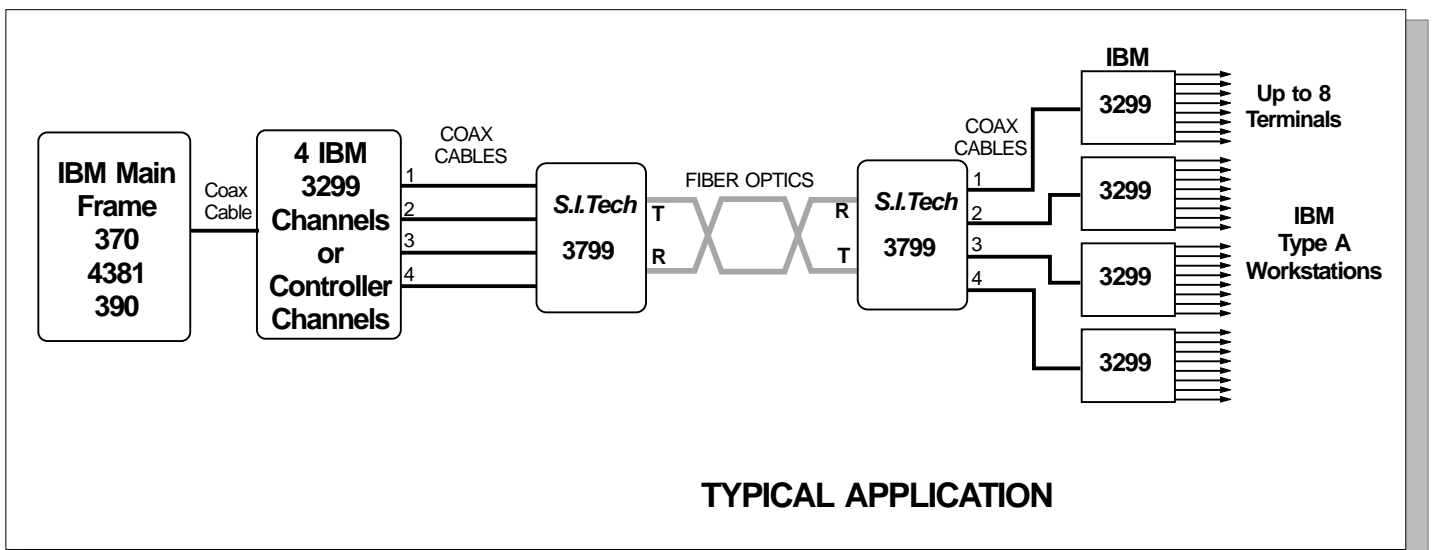 IBM Main
Frame
370
4381
390
Coax
Cable
4 IBM
3299
Channels
or
Controller
Channels
COAX
CABLES
1
2
3
4
S.I.Tech
3799
T
R
FIBER OPTICS
R
T
S.I.Tech
3799
COAX
CABLES
1
2
3
4
IBM
3299
3299
3299
3299
Up to 8
Terminals
IBM
Type A
Workstations
TYPICAL APPLICATION